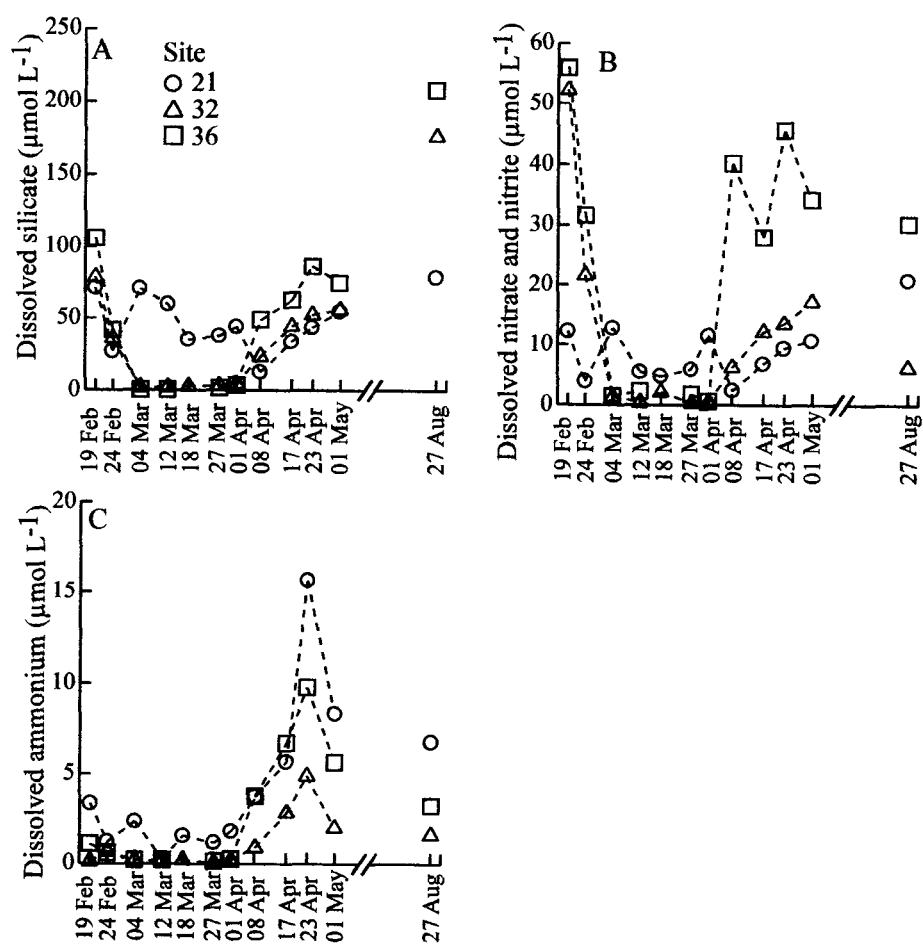 A
Site
21
32
36
Dissolved silicate (µmol L-1)
250
200
150
100
50
0
19 Feb
24 Feb
04 Mar
12 Mar
18 Mar
27 Mar
01 Apr
08 Apr
17 Apr
23 Apr
01 May
27 Aug
B
Dissolved nitrate and nitrite (µmol L-1)
60
50
40
30
20
10
0
19 Feb
24 Feb
04 Mar
12 Mar
18 Mar
27 Mar
01 Apr
08 Apr
17 Apr
23 Apr
01 May
27 Aug
C
Dissolved ammonium (µmol L-1)
20
15
10
5
0
19 Feb
24 Feb
04 Mar
12 Mar
18 Mar
27 Mar
01 Apr
08 Apr
17 Apr
23 Apr
01 May
27 Aug